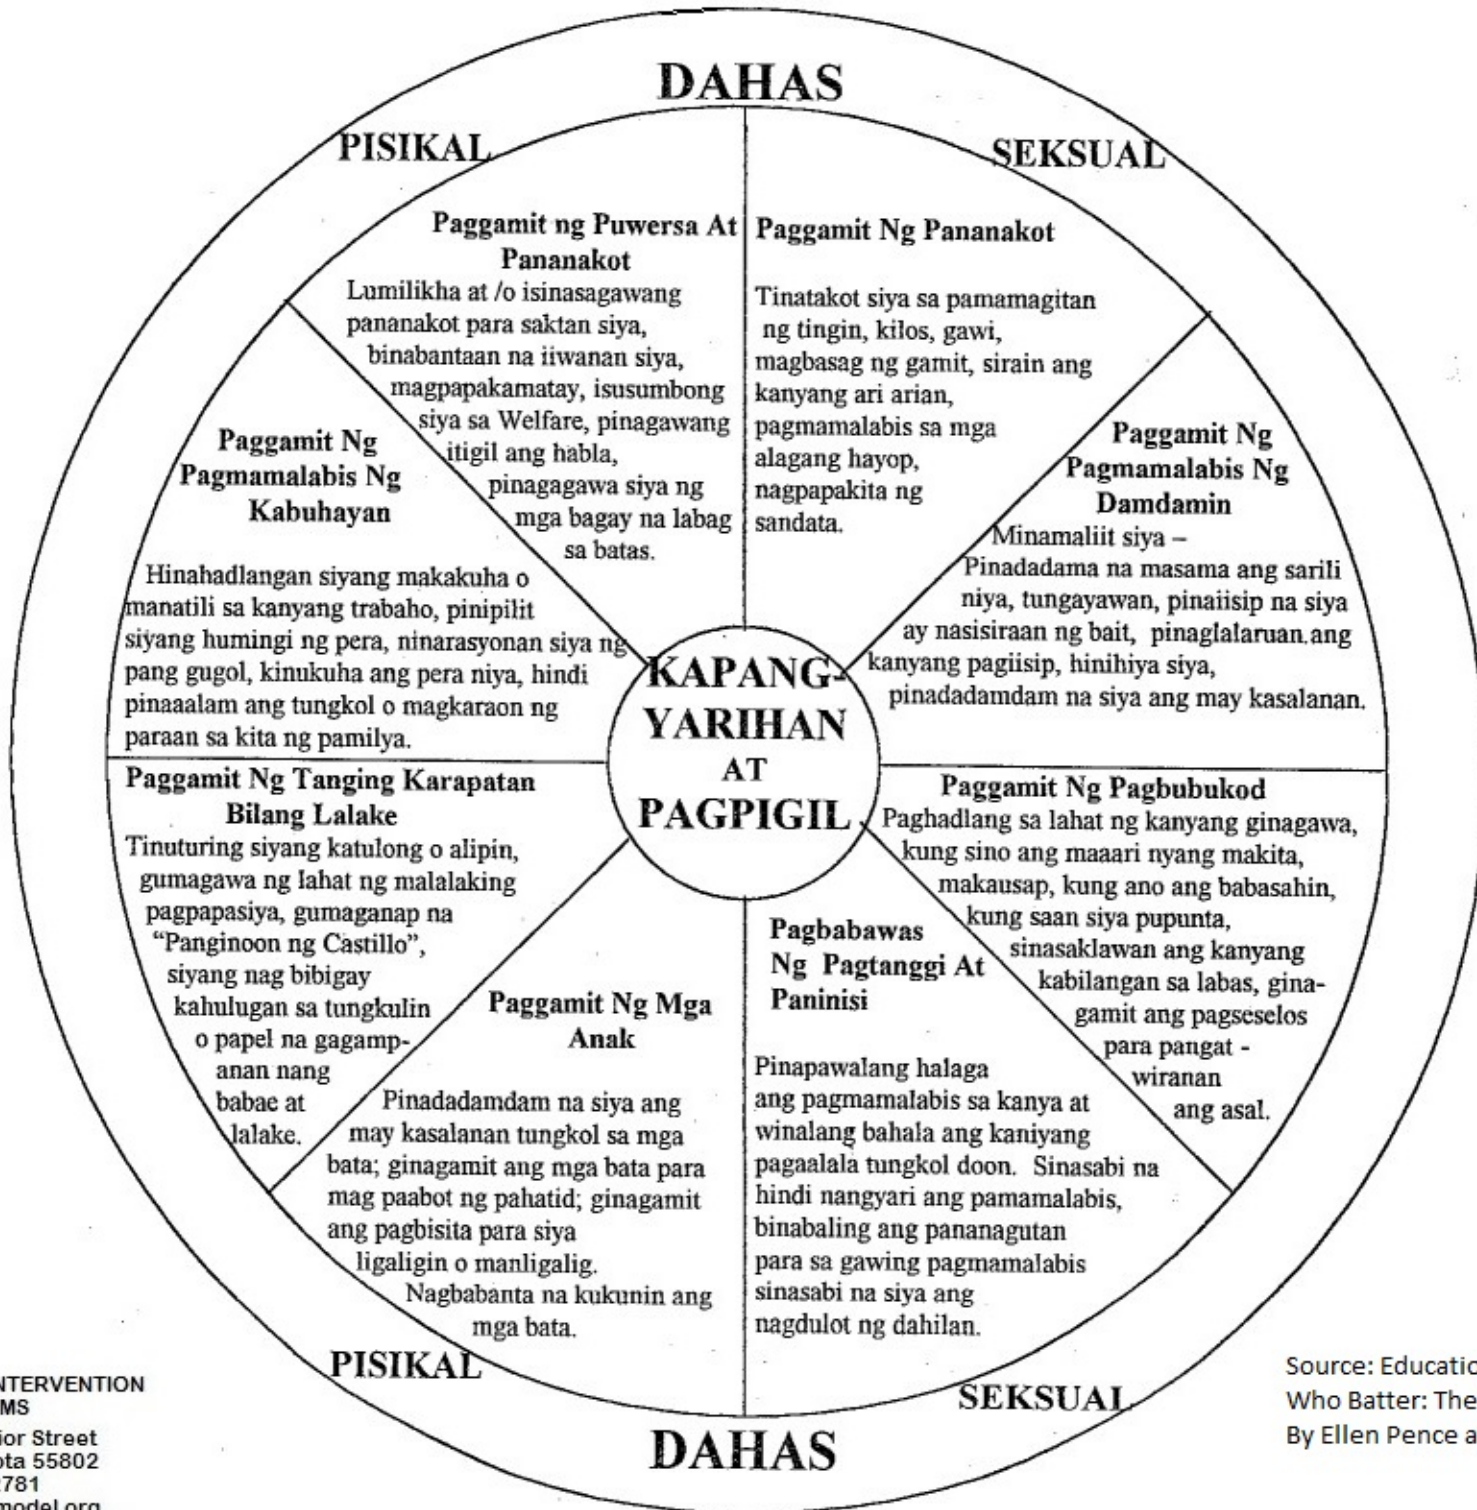 DAHAS
PISIKAL
SEKSUAL
Paggamit ng Puwersa At
Pananakot
Lumilikha at /o isinasagawang
pananakot para saktan siya,
binabantaan na iiwanan siya,
magpapakamatay, isusumbong
siya sa Welfare, pinagawang
itigil ang habla,
pinagagawa siya ng
mga bagay na labag
sa batas.
Paggamit Ng Pananakot
Tinatakot siya sa pamamagitan
ng tingin, kilos, gawi,
magbasag ng gamit, sirain ang
kanyang ari arian,
pagmamalabis sa mga
alagang hayop,
nagpapakita ng
sandata.
Paggamit Ng
Pagmamalabis Ng
Damdamin
Minamaliit siya –
Pinadadama na masama ang sarili
niya, tungayawan, pinaiisip na siya
ay nasisiraan ng bait, pinaglalaruan.ang
kanyang pagiisip, hinihiya siya,
pinadadamdam na siya ang may kasalanan.
Paggamit Ng
Pagmamalabis Ng
Kabuhayan
Hinahadlangan siyang makakuha o
manatili sa kanyang trabaho, pinipilit
siyang humingi ng pera, ninarasyonan siya ng
pang gugol, kinukuha ang pera niya, hindi
pinaaalam ang tungkol o magkaraon ng
paraan sa kita ng pamilya.
KAPANG-
YARIHAN
AT
PAGPIGIL
Paggamit Ng Tanging Karapatan
Bilang Lalake
Tinuturing siyang katulong o alipin,
gumagawa ng lahat ng malalaking
pagpapasiya, gumaganap na
“Panginoon ng Castillo”,
siyang nag bibigay
kahulugan sa tungkulin
o papel na gagamp-
anan nang
babae at
lalake.
Paggamit Ng Pagbubukod
Paghadlang sa lahat ng kanyang ginagawa,
kung sino ang maaari nyang makita,
makausap, kung ano ang babasahin,
kung saan siya pupunta,
sinasaklawan ang kanyang
kabilangan sa labas, gina-
gamit ang pagseselos
para pangat -
wiranan
ang asal.
Paggamit Ng Mga
Anak
Pinadadamdam na siya ang
may kasalanan tungkol sa mga
bata; ginagamit ang mga bata para
mag paabot ng pahatid; ginagamit
ang pagbisita para siya
ligaligin o manligalig.
Nagbabanta na kukunin ang
mga bata.
Pagbabawas
Ng Pagtanggi At
Paninisi
Pinapawalang halaga
ang pagmamalabis sa kanya at
winalang bahala ang kaniyang
pagaalala tungkol doon. Sinasabi na
hindi nangyari ang pamamalabis,
binabaling ang pananagutan
para sa gawing pagmamalabis
sinasabi na siya ang
nagdulot ng dahilan.
PISIKAL
SEKSUAL
DAHAS
NTERVENTION
MS
ior Street
ota 55802
2781
model.org
Source: Educatio
Who Batter: The
By Ellen Pence a